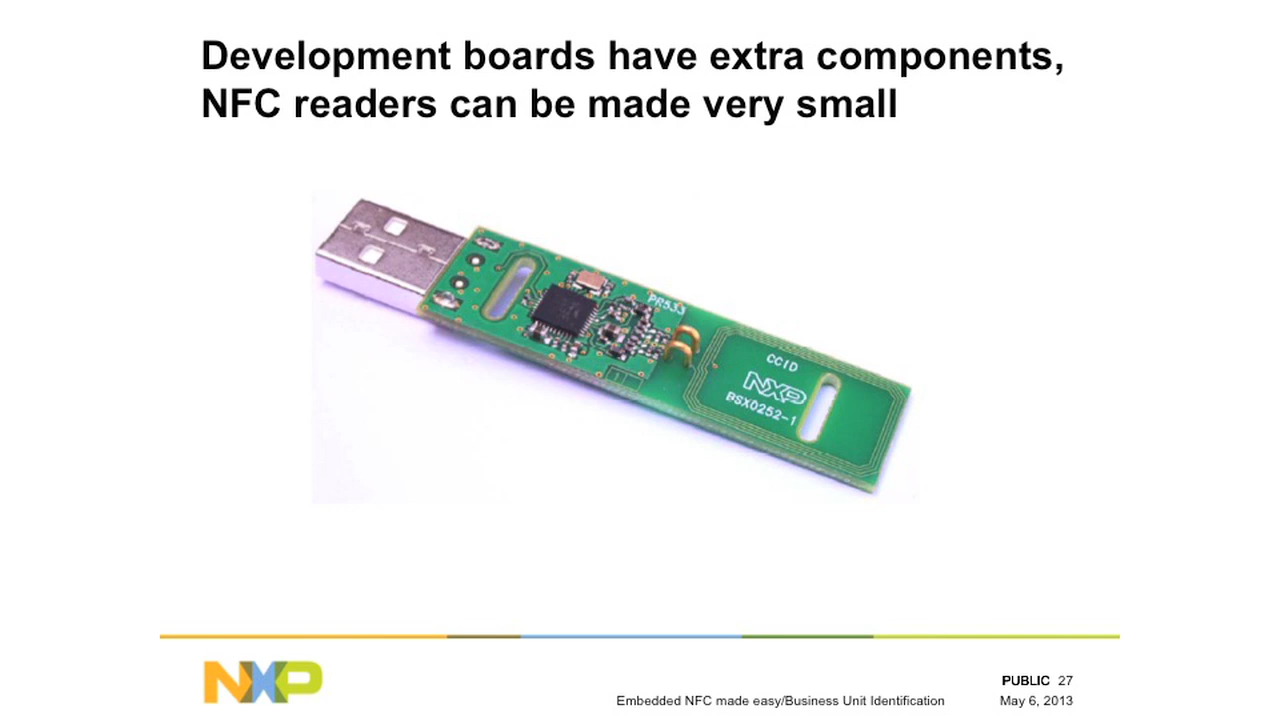 Development boards have extra components,
NFC readers can be made very small
PR533
CCID
NXP
BSX0252-1
NXP
PUBLIC 27
Embedded NFC made easy/Business Unit Identification
May 6, 2013